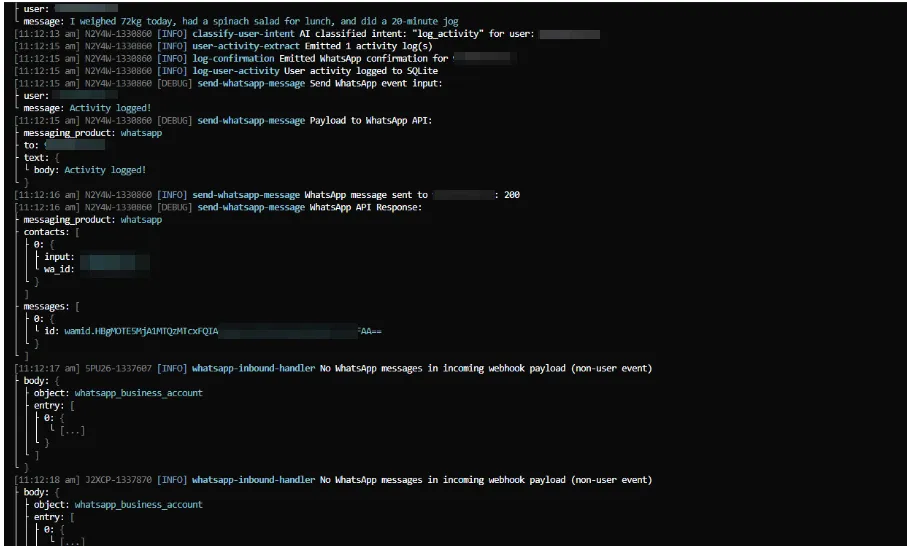 user:
message: I weighed 72kg today, had a spinach salad for lunch, and did a 20-minute jog
[11:12:13 am] N2Y4W-1330860 [INFO] classify-user-intent AI classified intent: "log_activity" for user:
[11:12:15 am] N2Y4W-1330860 [INFO] user-activity-extract Emitted 1 activity log(s)
[11:12:15 am] N2Y4W-1330860 [INFO] log-confirmation Emitted WhatsApp confirmation for
[11:12:15 am] N2Y4W-1330860 [INFO] log-user-activity User activity logged to SQLite
[11:12:15 am] N2Y4W-1330860 [DEBUG] send-whatsapp-message Send WhatsApp event input:
user:
message: Activity logged!
[11:12:15 am] N2Y4W-1330860 [DEBUG] send-whatsapp-message Payload to WhatsApp API:
messaging_product: whatsapp
to:
text: {
body: Activity logged!
}
[11:12:16 am] N2Y4W-1330860 [INFO] send-whatsapp-message WhatsApp message sent to : 200
[11:12:16 am] N2Y4W-1330860 [DEBUG] send-whatsapp-message WhatsApp API Response:
messaging_product: whatsapp
contacts: [
0: {
input:
wa_id:
}
]
messages: [
0: {
id: wamid.HBgMOTE5MjA1MTQzMTcxFQIA AA==
}
]
[11:12:17 am] 5PU26-1337607 [INFO] whatsapp-inbound-handler No WhatsApp messages in incoming webhook payload (non-user event)
body: {
object: whatsapp_business_account
entry: [
0: {
[...]
}
]
}
[11:12:18 am] J2XCP-1337870 [INFO] whatsapp-inbound-handler No WhatsApp messages in incoming webhook payload (non-user event)
body: {
object: whatsapp_business_account
entry: [
0: {
[...]